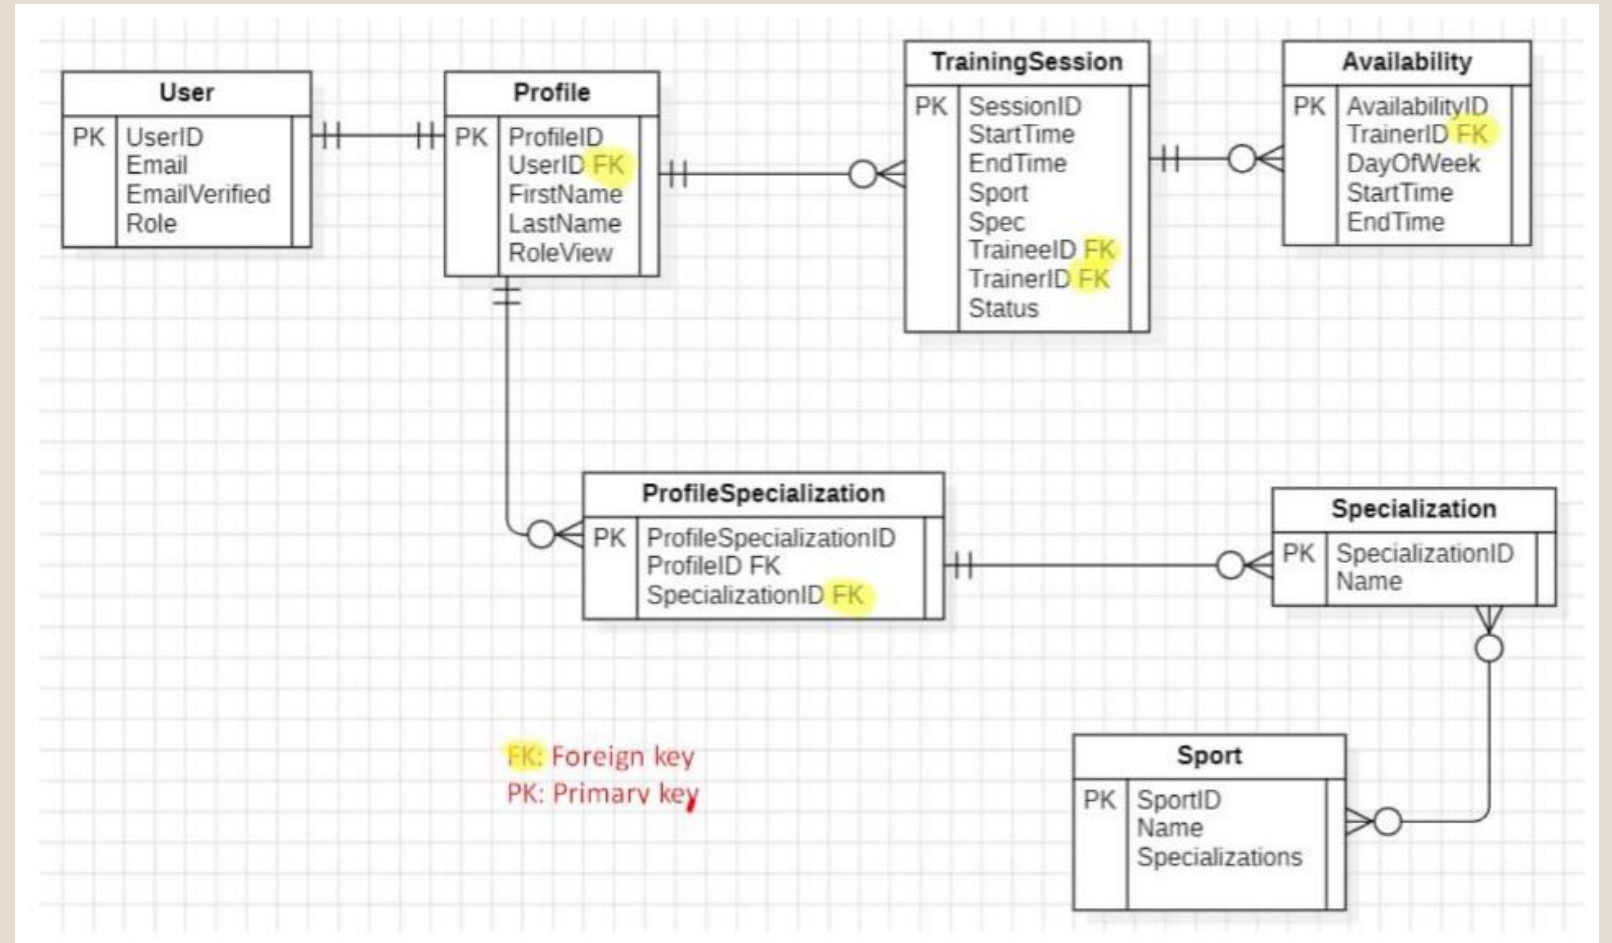 User
PK UserID
Email
EmailVerified
Role
Profile
PK ProfileID
UserID FK
FirstName
LastName
RoleView
TrainingSession
PK SessionID
StartTime
EndTime
Sport
Spec
TraineeID FK
TrainerID FK
Status
Availability
PK AvailabilityID
TrainerID FK
DayOfWeek
StartTime
EndTime
ProfileSpecialization
PK ProfileSpecializationID
ProfileID FK
SpecializationID FK
Specialization
PK SpecializationID
Name
FK: Foreign key
PK: Primary key
Sport
PK SportID
Name
Specializations